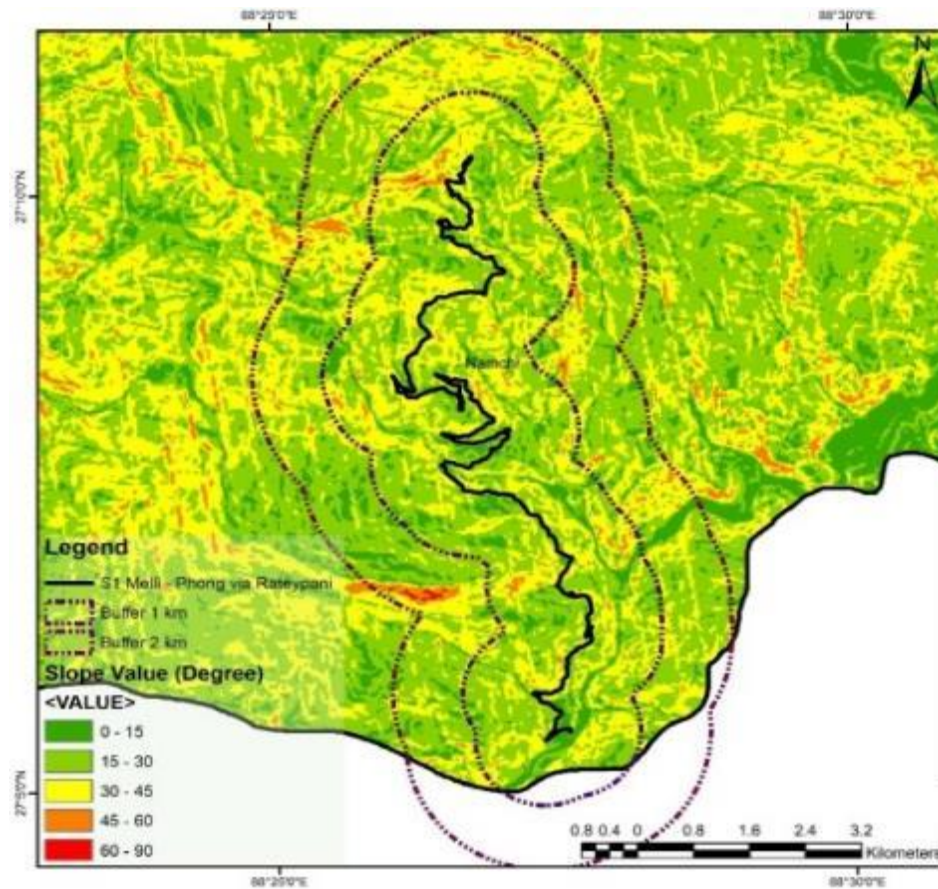 88°25'0"E 88°30'0"E
N
27°10'0"N
Namchi
Legend
S1 Melli - Phong via Rateypani
Buffer 1 km
Buffer 2 km
Slope Value (Degree)
<VALUE>
0 - 15
15 - 30
30 - 45
45 - 60
60 - 90
27°5'0"N
0.8 0.4 0 0.8 1.6 2.4 3.2
Kilometers
88°25'0"E 88°30'0"E